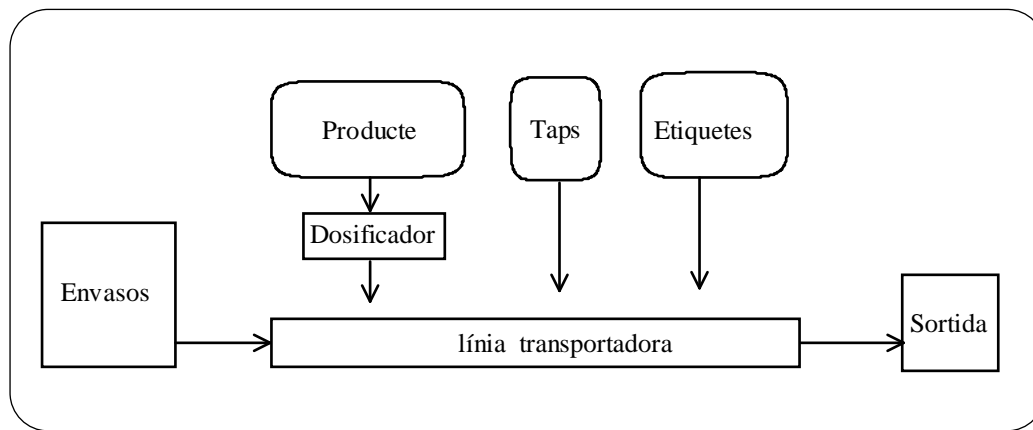 Producte
Taps
Etiquetes
Dosificador
Envasos
línia transportadora
Sortida